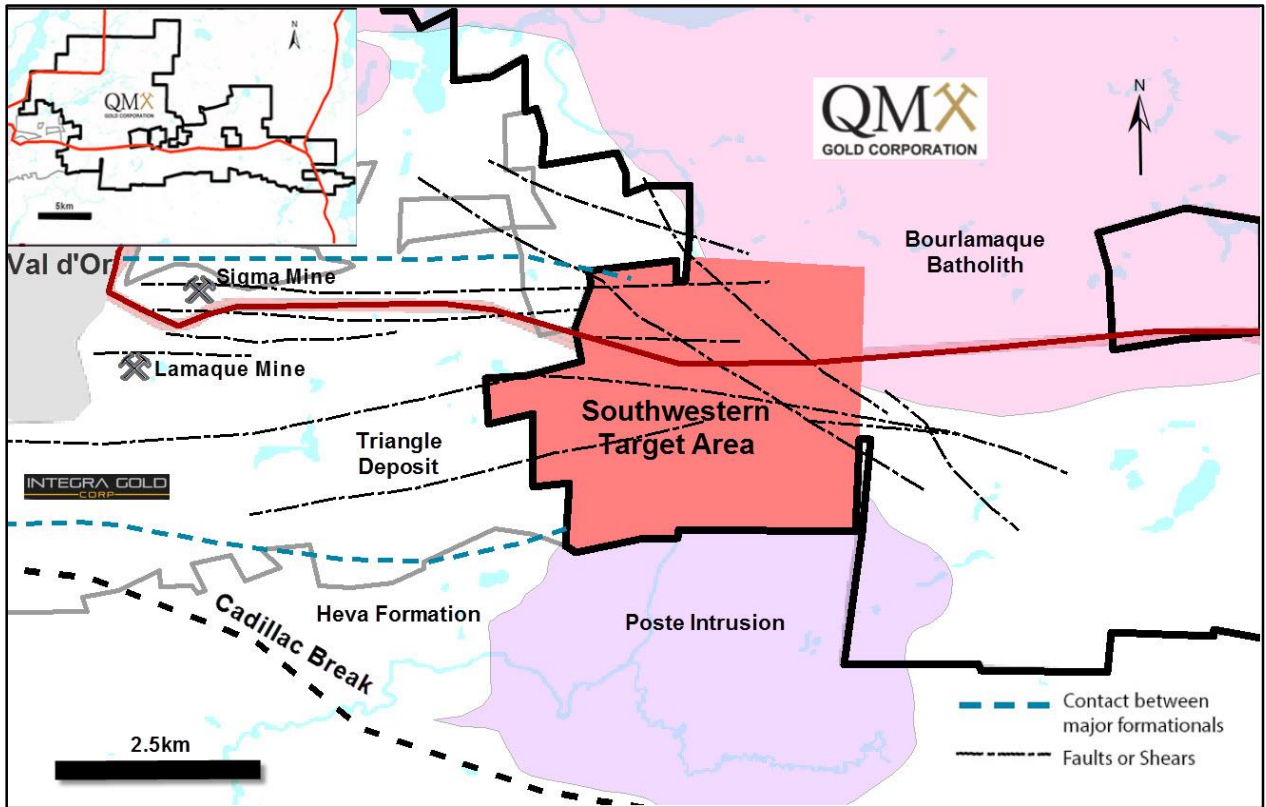 N
QMX
GOLD CORPORATION
5km
QMX
GOLD CORPORATION
N
Bourlamaque
Batholith
Val d'Or
Sigma Mine
Lamaque Mine
Southwestern
Target Area
Triangle
Deposit
INTEGRA GOLD
CORP
Heva Formation
Cadillac Break
Poste Intrusion
2.5km
Contact between
major formationals
Faults or Shears